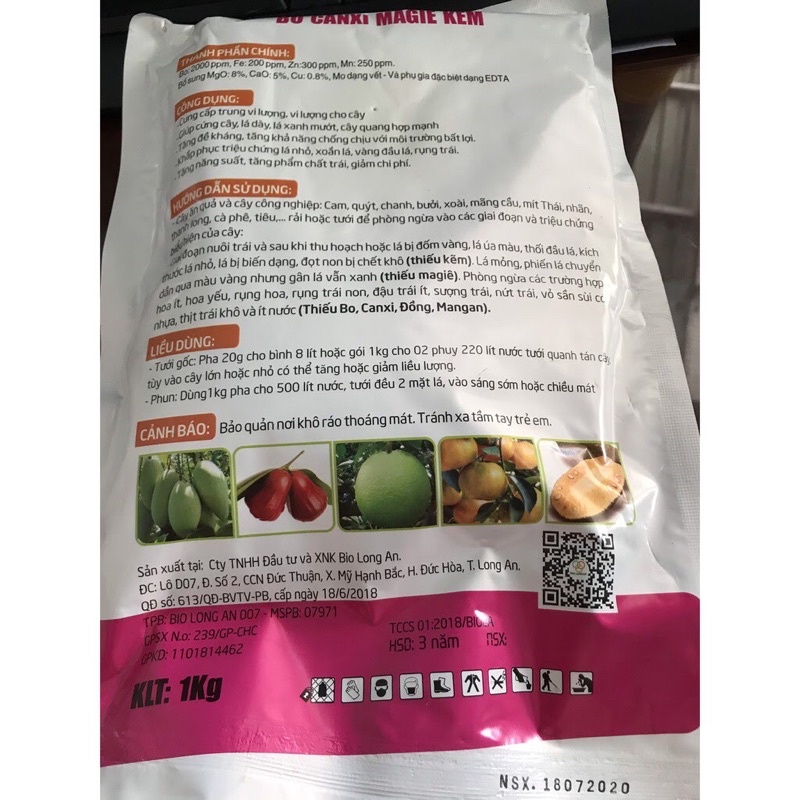 BO CANXI MAGIE KẼM
THÀNH PHẦN CHÍNH:
Bo: 2000 ppm, Fe: 200 ppm, Zn:300 ppm, Mn: 250 ppm.
Bổ sung MgO: 8%, CaO: 5%, Cu: 0.8%, Mo dạng vết - Và phụ gia đặc biệt dạng EDTA
CÔNG DỤNG:
-Cung cấp trung vi lượng, vi lượng cho cây
-Giúp cứng cây, lá dày, lá xanh mướt, cây quang hợp mạnh
-Tăng đề kháng, tăng khả năng chống chịu với môi trường bất lợi.
-Khắc phục triệu chứng lá nhỏ, xoắn lá, vàng đầu lá, rụng trái.
-Tăng năng suất, tăng phẩm chất trái, giảm chi phí.
HƯỚNG DẪN SỬ DỤNG:
- Cây ăn quả và cây công nghiệp: Cam, quýt, chanh, bưởi, xoài, mãng cầu, mít Thái, nhãn,
thanh long, cà phê, tiêu,... rải hoặc tưới để phòng ngừa vào các giai đoạn và triệu chứng
biểu hiện của cây:
-Giai đoạn nuôi trái và sau khi thu hoạch hoặc lá bị đốm vàng, lá úa màu, thối đầu lá, kích
thước lá nhỏ, lá bị biến dạng, đọt non bị chết khô (thiếu kẽm). Lá mỏng, phiến lá chuyển
dần qua màu vàng nhưng gân lá vẫn xanh (thiếu magiê). Phòng ngừa các trường hợp
hoa ít, hoa yếu, rụng hoa, rụng trái non, đậu trái ít, sượng trái, nứt trái, vỏ sần sùi có
nhựa, thịt trái khô và ít nước (Thiếu Bo, Canxi, Đồng, Mangan).
LIỀU DÙNG:
- Tưới gốc: Pha 20g cho bình 8 lít hoặc gói 1kg cho 02 phuy 220 lít nước tưới quanh tán cây
tùy vào cây lớn hoặc nhỏ có thể tăng hoặc giảm liều lượng.
- Phun: Dùng1kg pha cho 500 lít nước, tưới đều 2 mặt lá, vào sáng sớm hoặc chiều mát
CẢNH BÁO: Bảo quản nơi khô ráo thoáng mát. Tránh xa tầm tay trẻ em.
Sản xuất tại: Cty TNHH Đầu tư và XNK Bio Long An.
ĐC: Lô D07, Đ. Số 2, CCN Đức Thuận, X. Mỹ Hạnh Bắc, H. Đức Hòa, T. Long An.
QĐ số: 613/QĐ-BVTV-PB, cấp ngày 18/6/2018
TPB: BIO LONG AN 007 - MSPB: 07971
GPSX N.o: 239/GP-CHC
GPKD: 1101814462
TCCS 01:2018/BIOLA
HSD: 3 năm NSX:
KLT: 1Kg
NSX. 18072020